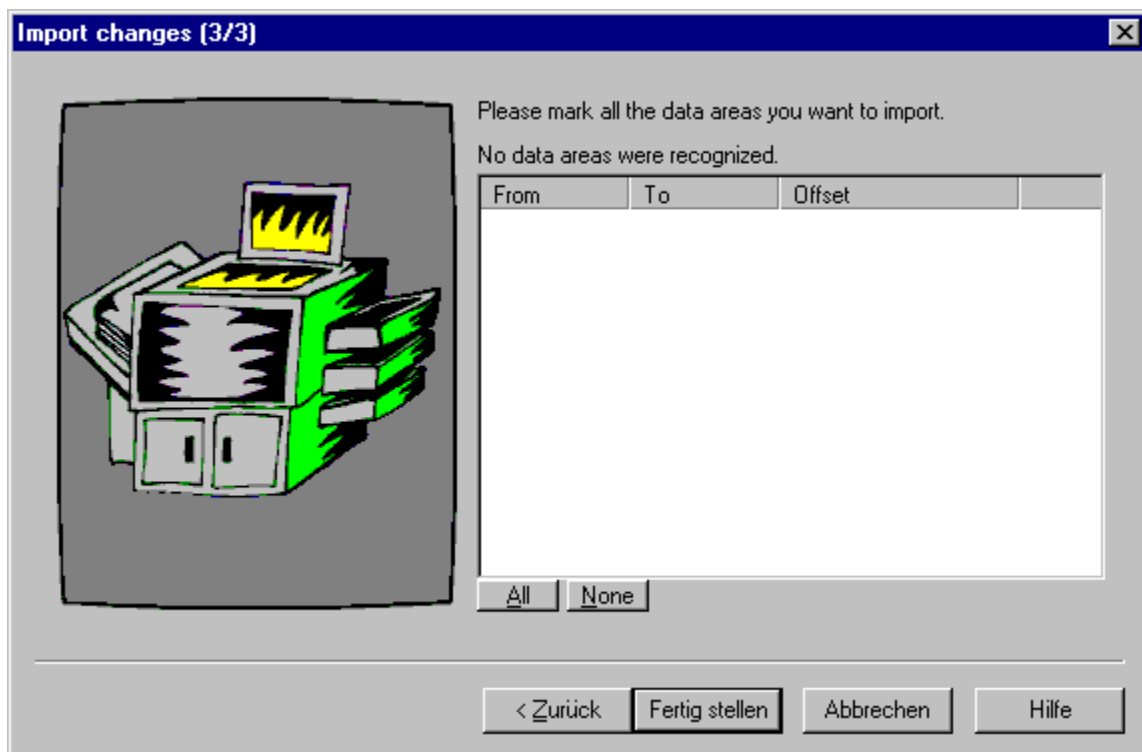 Import changes (3/3)
Please mark all the data areas you want to import.
No data areas were recognized.
From To Offset
All None
< Zurück Fertig stellen Abbrechen Hilfe